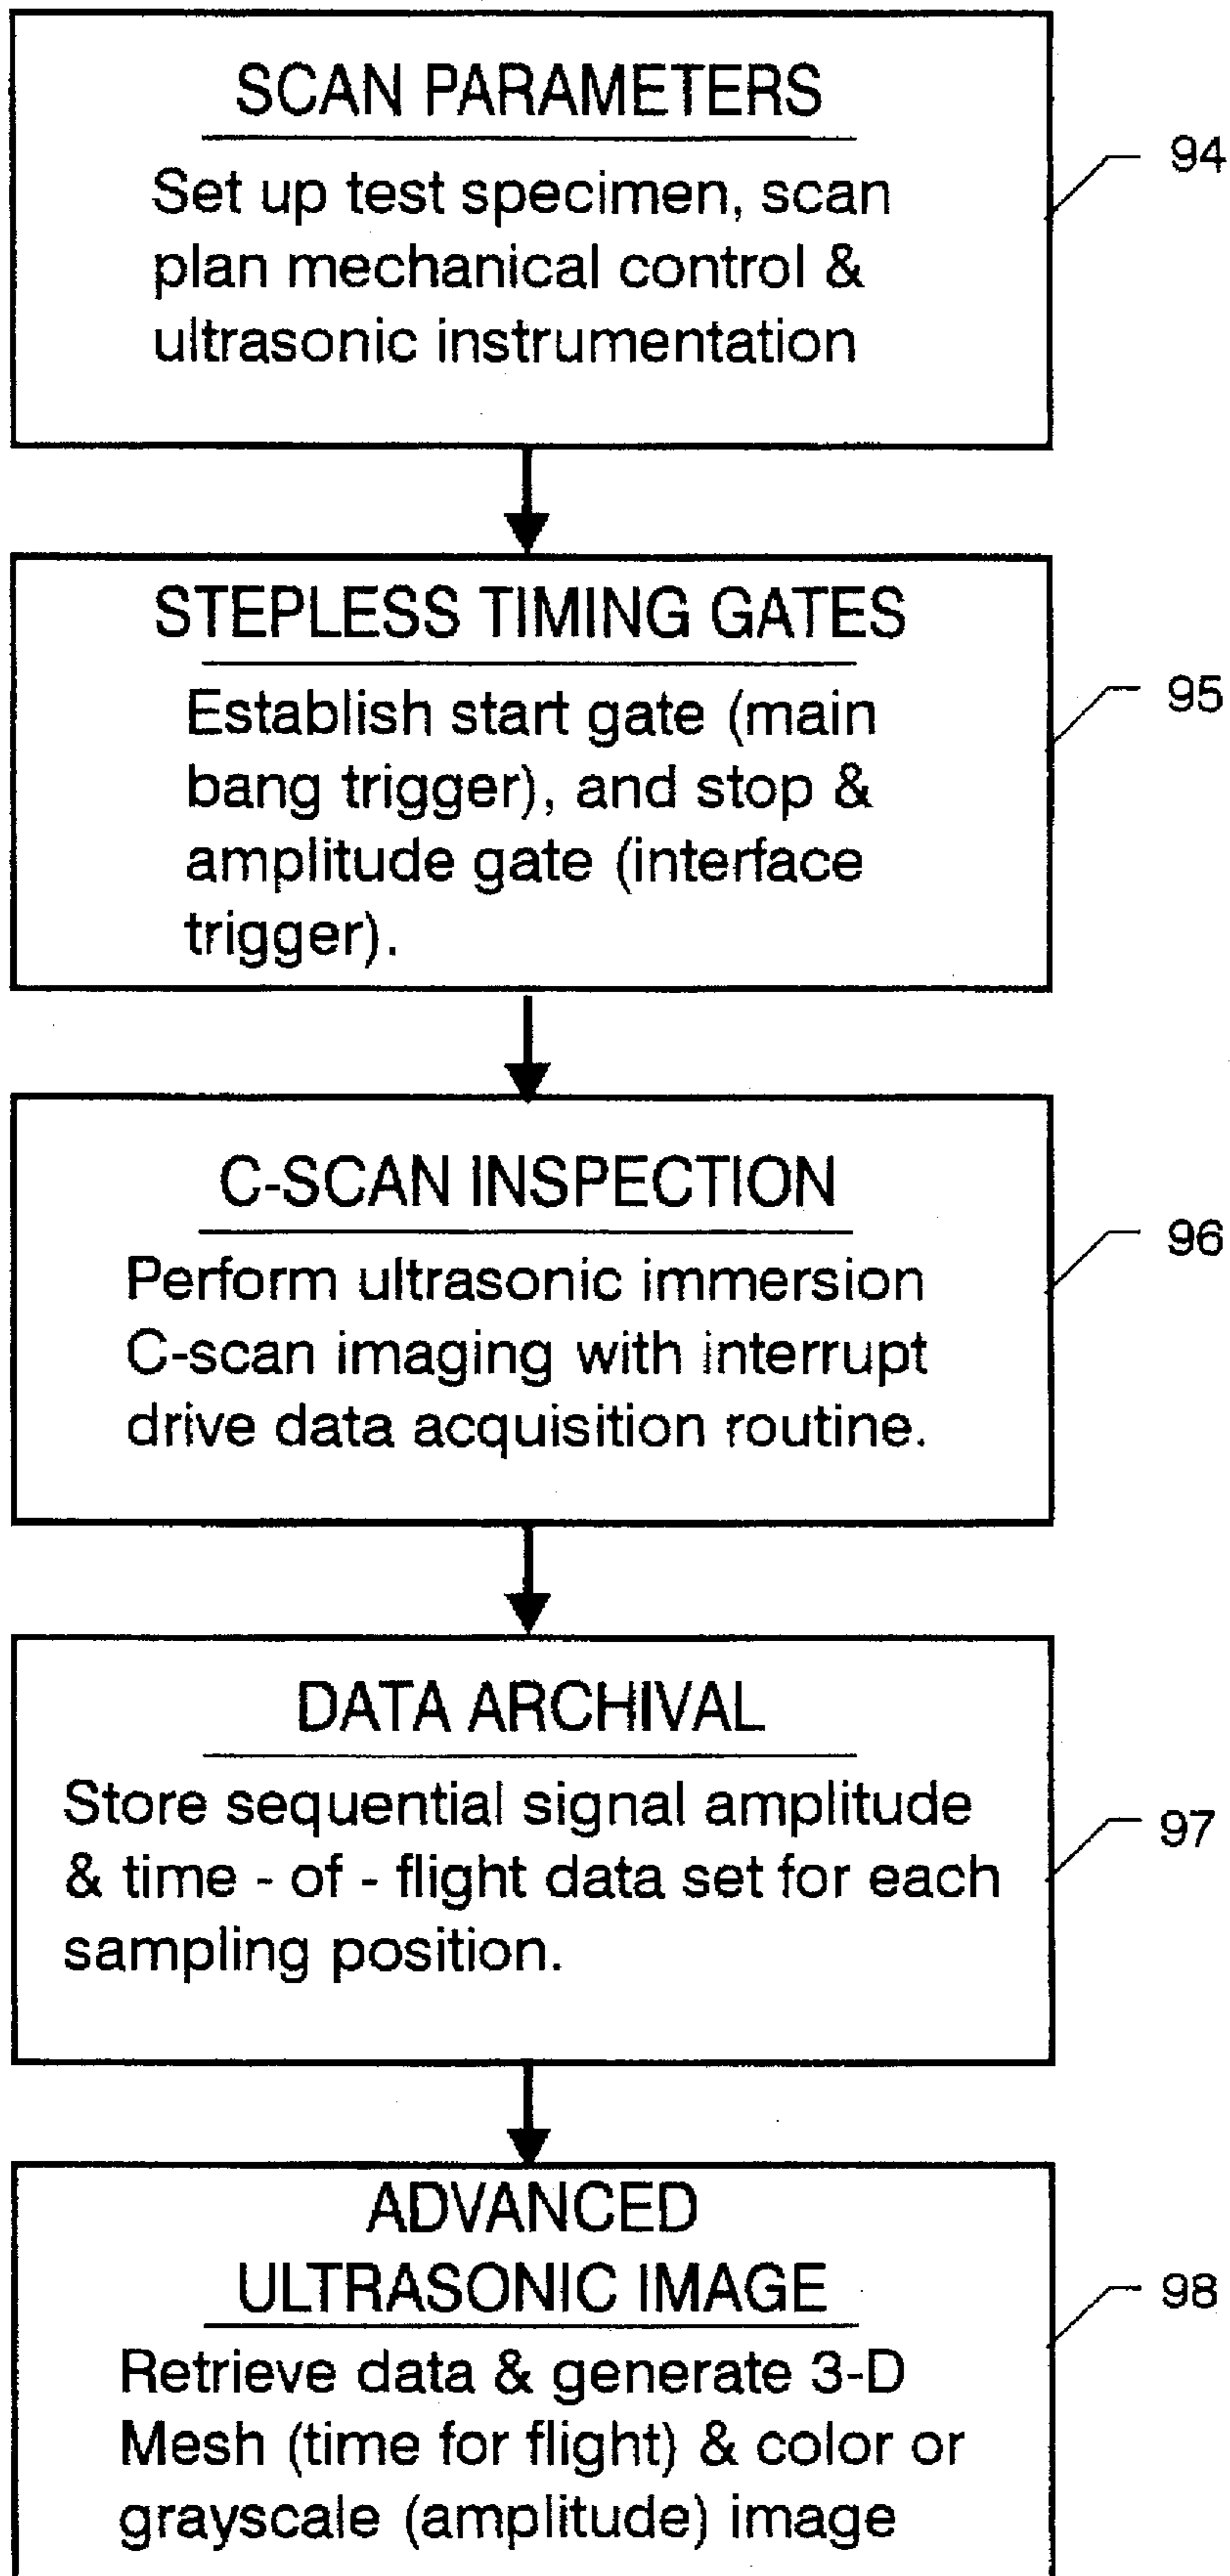 SCAN PARAMETERS
Set up test specimen, scan
plan mechanical control &
ultrasonic instrumentation
94
STEPLESS TIMING GATES
Establish start gate (main
bang trigger), and stop &
amplitude gate (interface
trigger).
95
C-SCAN INSPECTION
Perform ultrasonic immersion
C-scan imaging with interrupt
drive data acquisition routine.
96
DATA ARCHIVAL
Store sequential signal amplitude
& time - of - flight data set for each
sampling position.
97
ADVANCED
ULTRASONIC IMAGE
Retrieve data & generate 3-D
Mesh (time for flight) & color or
grayscale (amplitude) image
98